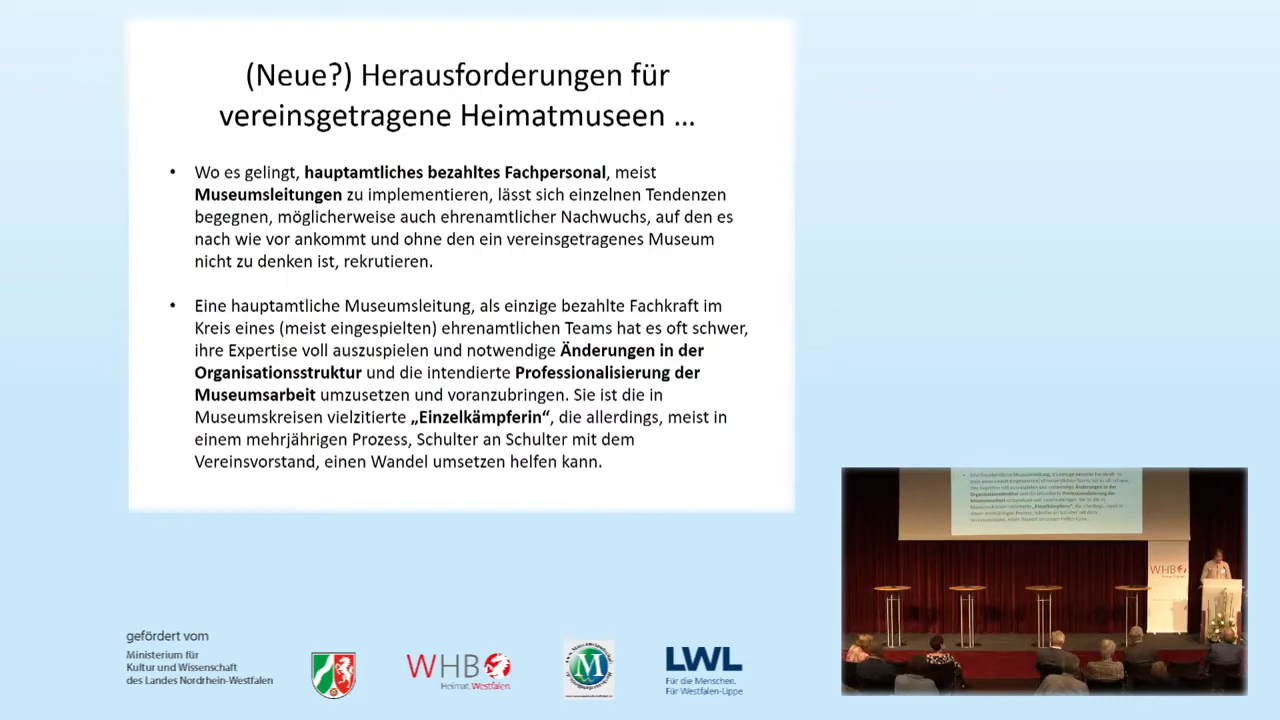 (Neue?) Herausforderungen für
vereinsgetragene Heimatmuseen ...
• Wo es gelingt, hauptamtliches bezahltes Fachpersonal, meist
Museumsleitungen zu implementieren, lässt sich einzelnen Tendenzen
begegnen, möglicherweise auch ehrenamtlicher Nachwuchs, auf den es
nach wie vor ankommt und ohne den ein vereinsgetragenes Museum
nicht zu denken ist, rekrutieren.
• Eine hauptamtliche Museumsleitung, als einzige bezahlte Fachkraft im
Kreis eines (meist eingespielten) ehrenamtlichen Teams hat es oft schwer,
ihre Expertise voll auszuspielen und notwendige Änderungen in der
Organisationsstruktur und die intendierte Professionalisierung der
Museumsarbeit umzusetzen und voranzubringen. Sie ist die in
Museumskreisen vielzitierte „Einzelkämpferin“, die allerdings, meist in
einem mehrjährigen Prozess, Schulter an Schulter mit dem
Vereinsvorstand, einen Wandel umsetzen helfen kann.
gefördert vom
Ministerium für
Kultur und Wissenschaft
des Landes Nordrhein-Westfalen
WHB
Heimat. Westfalen.
M
LWL
Für die Menschen.
Für Westfalen-Lippe.
WHB